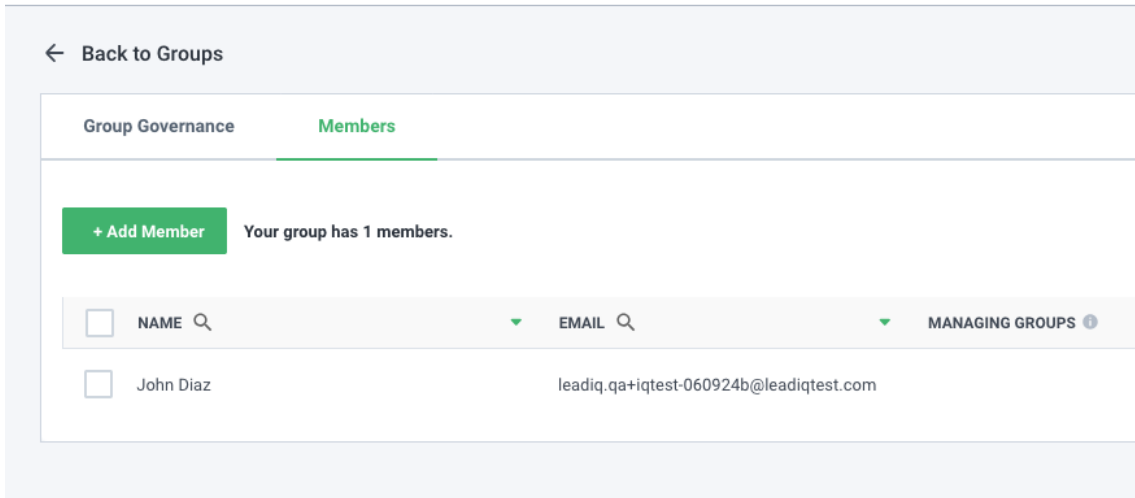 Back to Groups
Group Governance Members
+ Add Member Your group has 1 members.
NAME EMAIL MANAGING GROUPS
John Diaz leadiq.qa+iqtest-060924b@leadiqtest.com